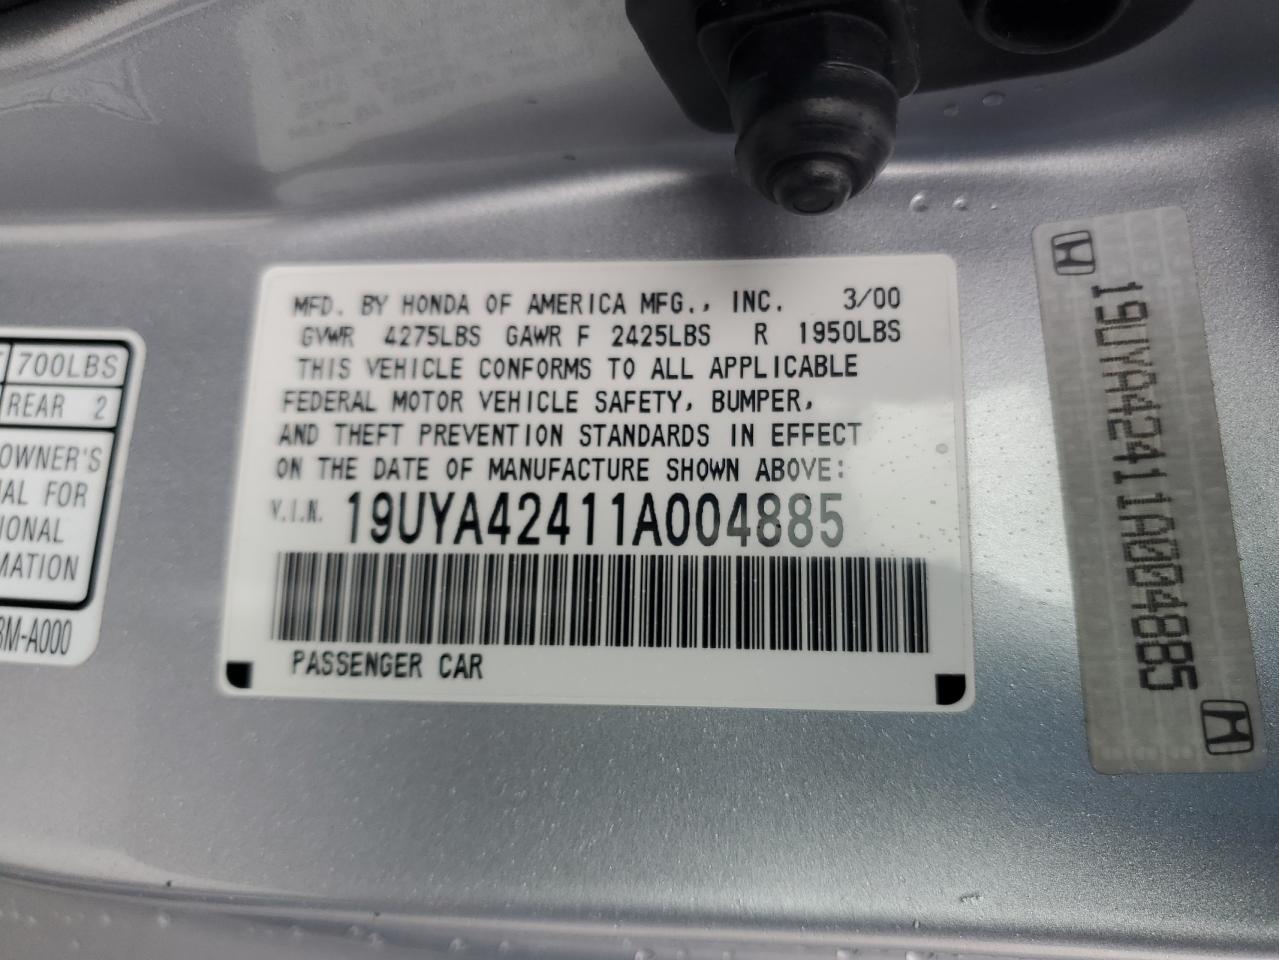 700LBS
REAR 2
OWNER'S
AL FOR
IONAL
MATION
M-A000
MFD. BY HONDA OF AMERICA MFG., INC. 3/00
GVWR 4275LBS GAWR F 2425LBS R 1950LBS
THIS VEHICLE CONFORMS TO ALL APPLICABLE
FEDERAL MOTOR VEHICLE SAFETY, BUMPER,
AND THEFT PREVENTION STANDARDS IN EFFECT
ON THE DATE OF MANUFACTURE SHOWN ABOVE:
V.I.N. 19UYA42411A004885
PASSENGER CAR
19UYA42411A004885